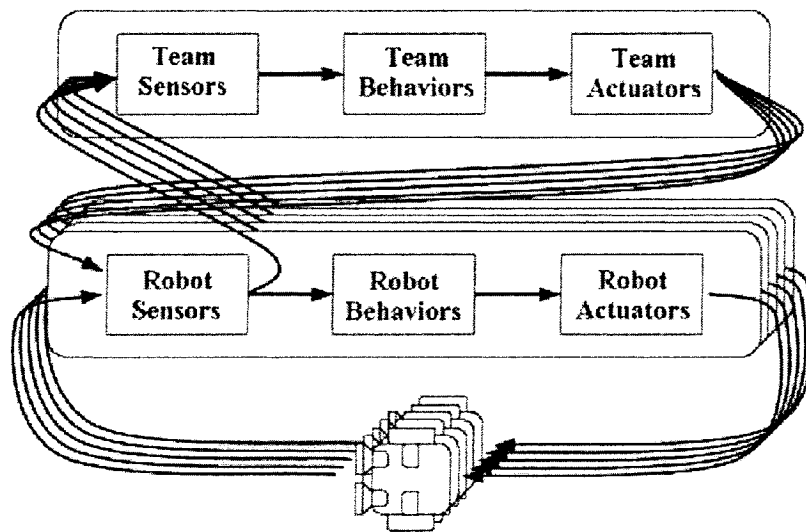 Team
Sensors
Team
Behaviors
Team
Actuators
Robot
Sensors
Robot
Behaviors
Robot
Actuators